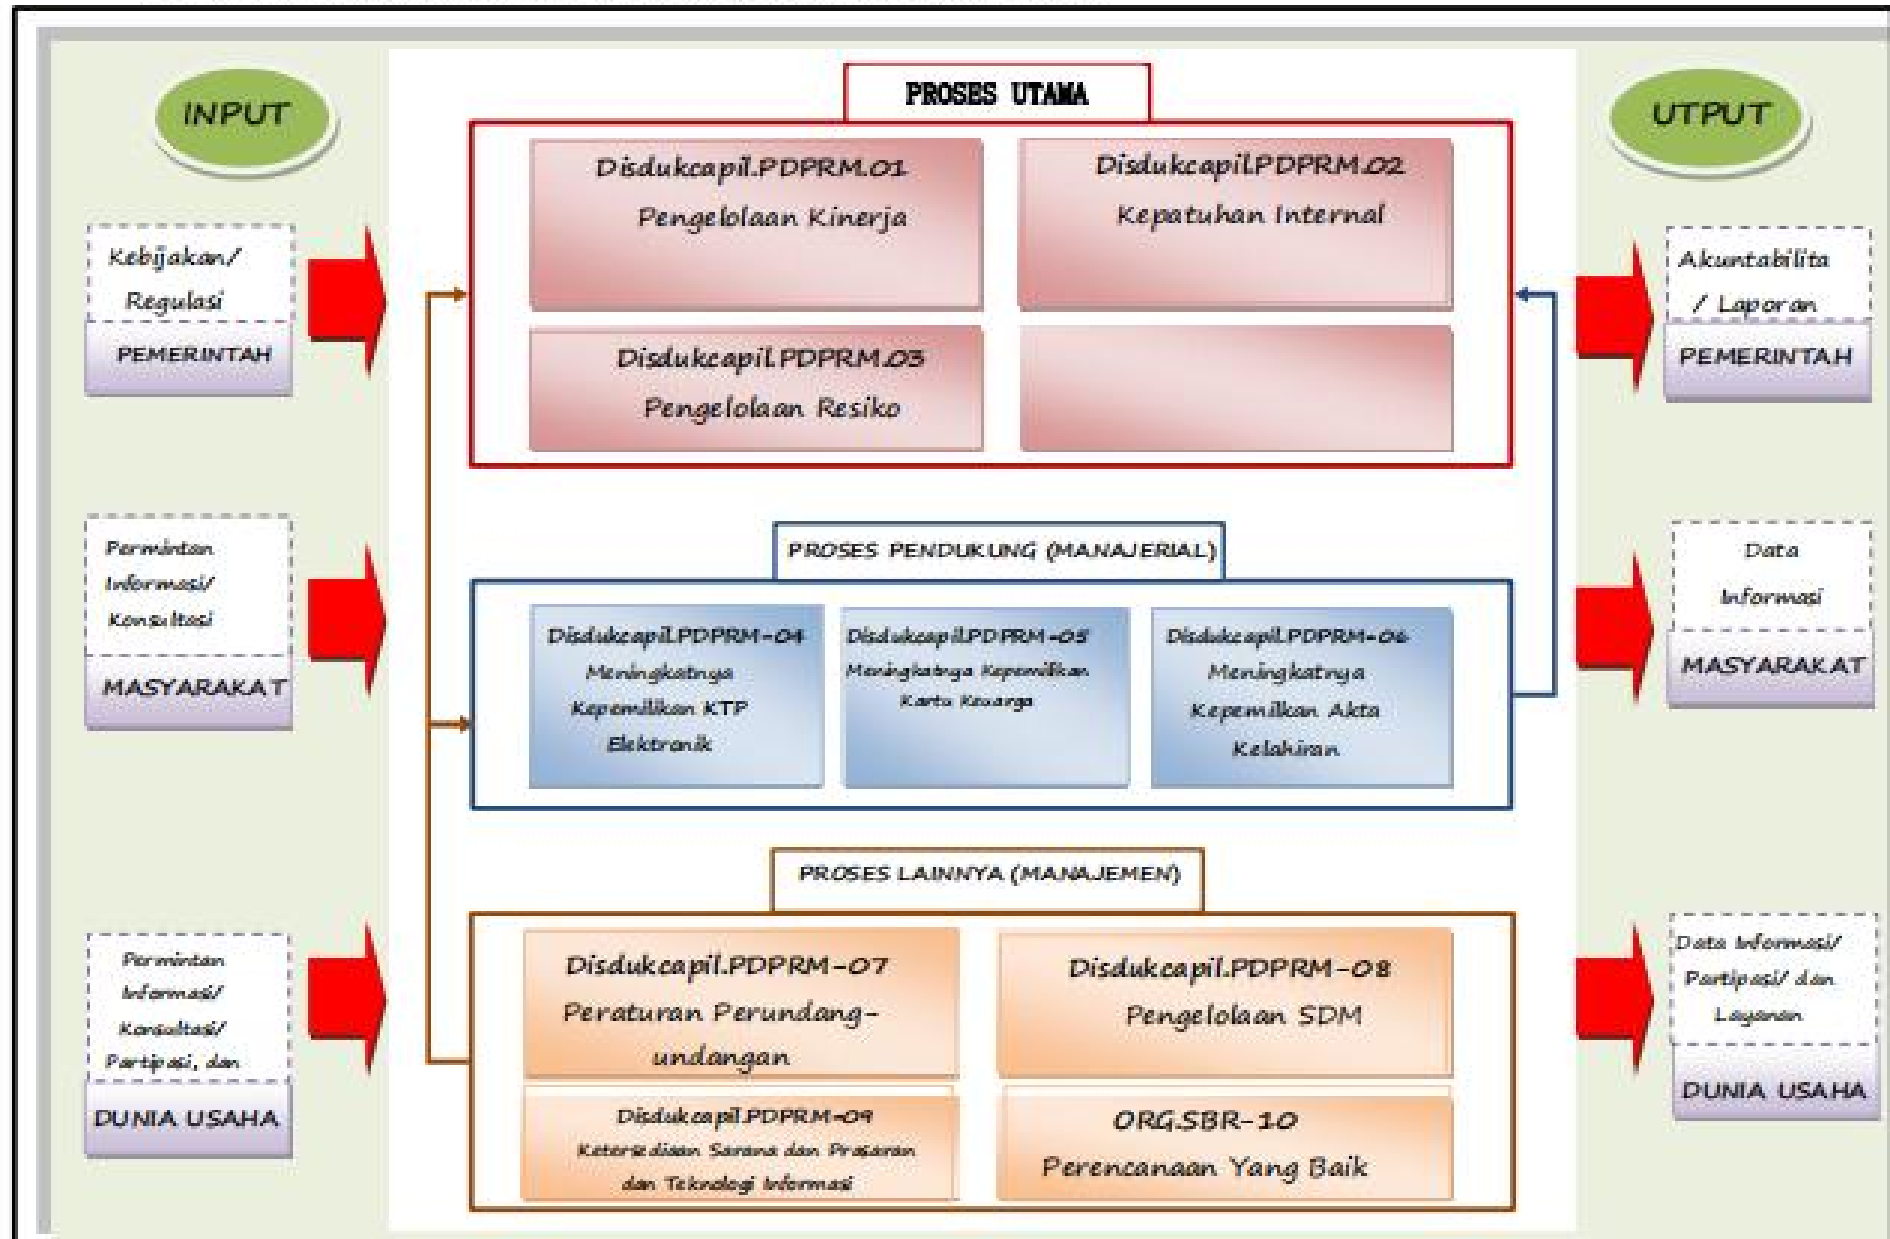 INPUT
Kebijakan/
Regulasi
PEMERINTAH
Permintan
Informasi/
Konsultasi
MASYARAKAT
Permintan
Informasi/
Konsultasi/
Partipasi, dan
DUNIA USAHA
PROSES UTAMA
Disdukcapil.PDPRM.01
Pengelolaan Kinerja
Disdukcapil.PDPRM.02
Kepatuhan Internal
Disdukcapil.PDPRM.03
Pengelolaan Resiko
PROSES PENDUKUNG (MANAJERIAL)
Disdukcapil.PDPRM-04
Meningkatnya
Kepemilikan KTP
Elektronik
Disdukcapil.PDPRM-05
Meningkatnya Kepemilikan
Kartu Keuarga
Disdukcapil.PDPRM-06
Meningkatnya
Kepemilkan Akta
Kelahiran
PROSES LAINNYA (MANAJEMEN)
Disdukcapil.PDPRM-07
Peraturan Perundang-
undangan
Disdukcapil.PDPRM-08
Pengelolaan SDM
Disdukcapil.PDPRM-09
Ketersediaan Sarana dan Prasaran
dan Teknologi Informasi
ORG.SBR-10
Perencanaan Yang Baik
UTPUT
Akuntabilita
/ Laporan
PEMERINTAH
Data
Informasi
MASYARAKAT
Data Informasi/
Partipasi/ dan
Layanan
DUNIA USAHA